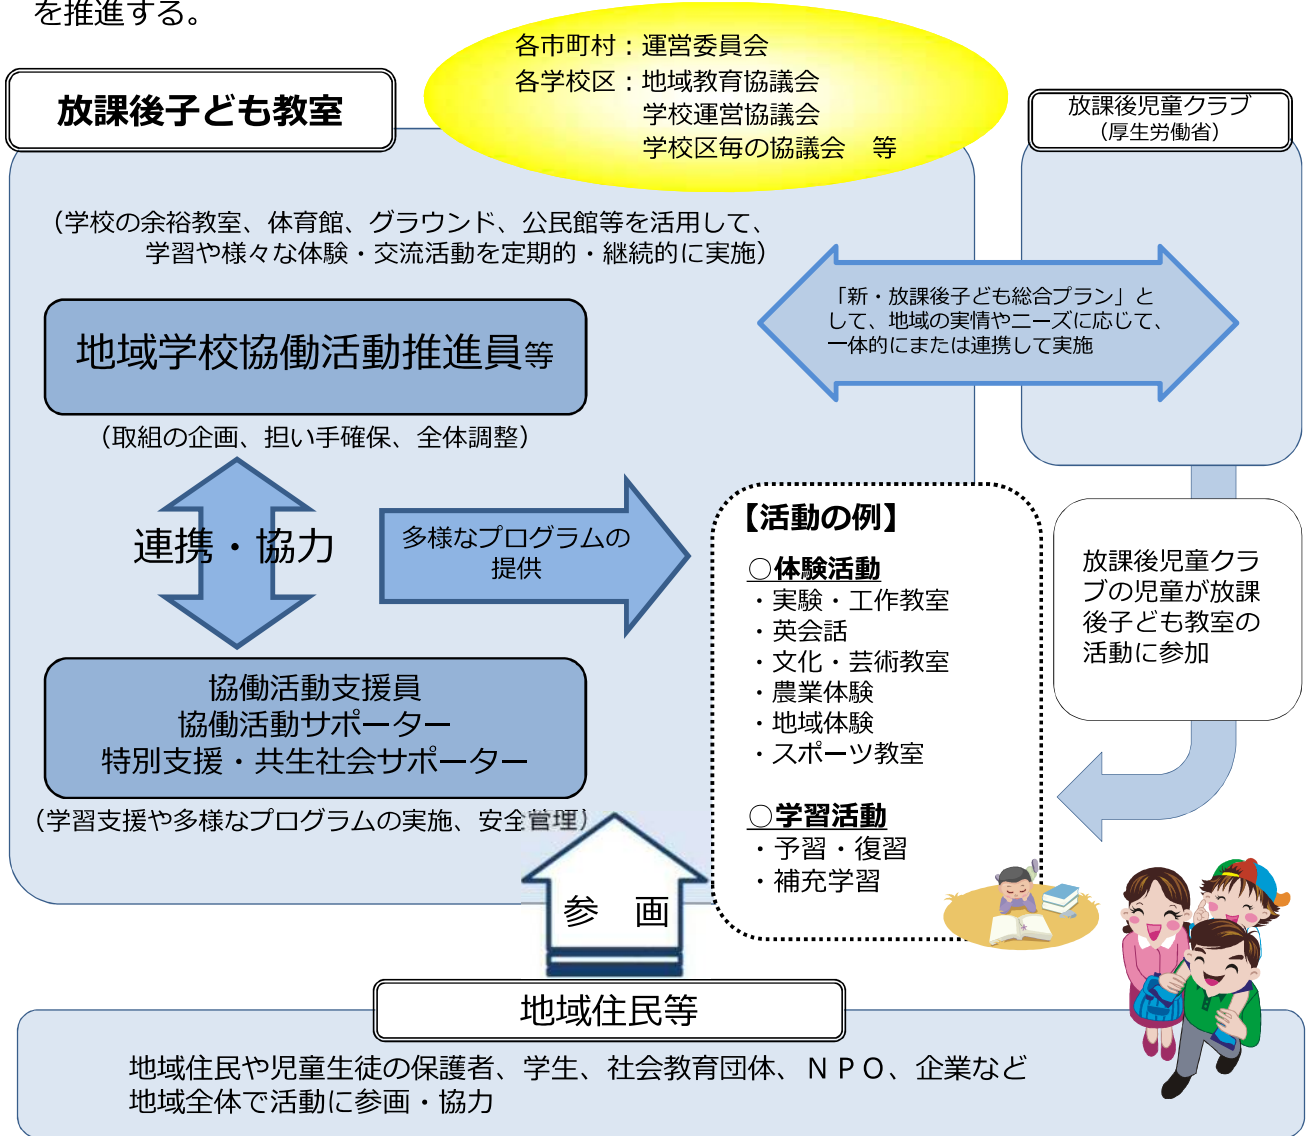 を推進する。
各市町村：運営委員会
各学校区：地域教育協議会
学校運営協議会
学校区毎の協議会　等
放課後子ども教室
放課後児童クラブ
（厚生労働省）
（学校の余裕教室、体育館、グラウンド、公民館等を活用して、
学習や様々な体験・交流活動を定期的・継続的に実施）
「新・放課後子ども総合プラン」と
して、地域の実情やニーズに応じて、
一体的にまたは連携して実施
地域学校協働活動推進員等
（取組の企画、担い手確保、全体調整）
連携・協力
多様なプログラムの
提供
協働活動支援員
協働活動サポーター
特別支援・共生社会サポーター
（学習支援や多様なプログラムの実施、安全管理）
【活動の例】
○体験活動
・実験・工作教室
・英会話
・文化・芸術教室
・農業体験
・地域体験
・スポーツ教室
○学習活動
・予習・復習
・補充学習
放課後児童クラ
ブの児童が放課
後子ども教室の
活動に参加
参　画
地域住民等
地域住民や児童生徒の保護者、学生、社会教育団体、ＮＰＯ、企業など
地域全体で活動に参画・協力